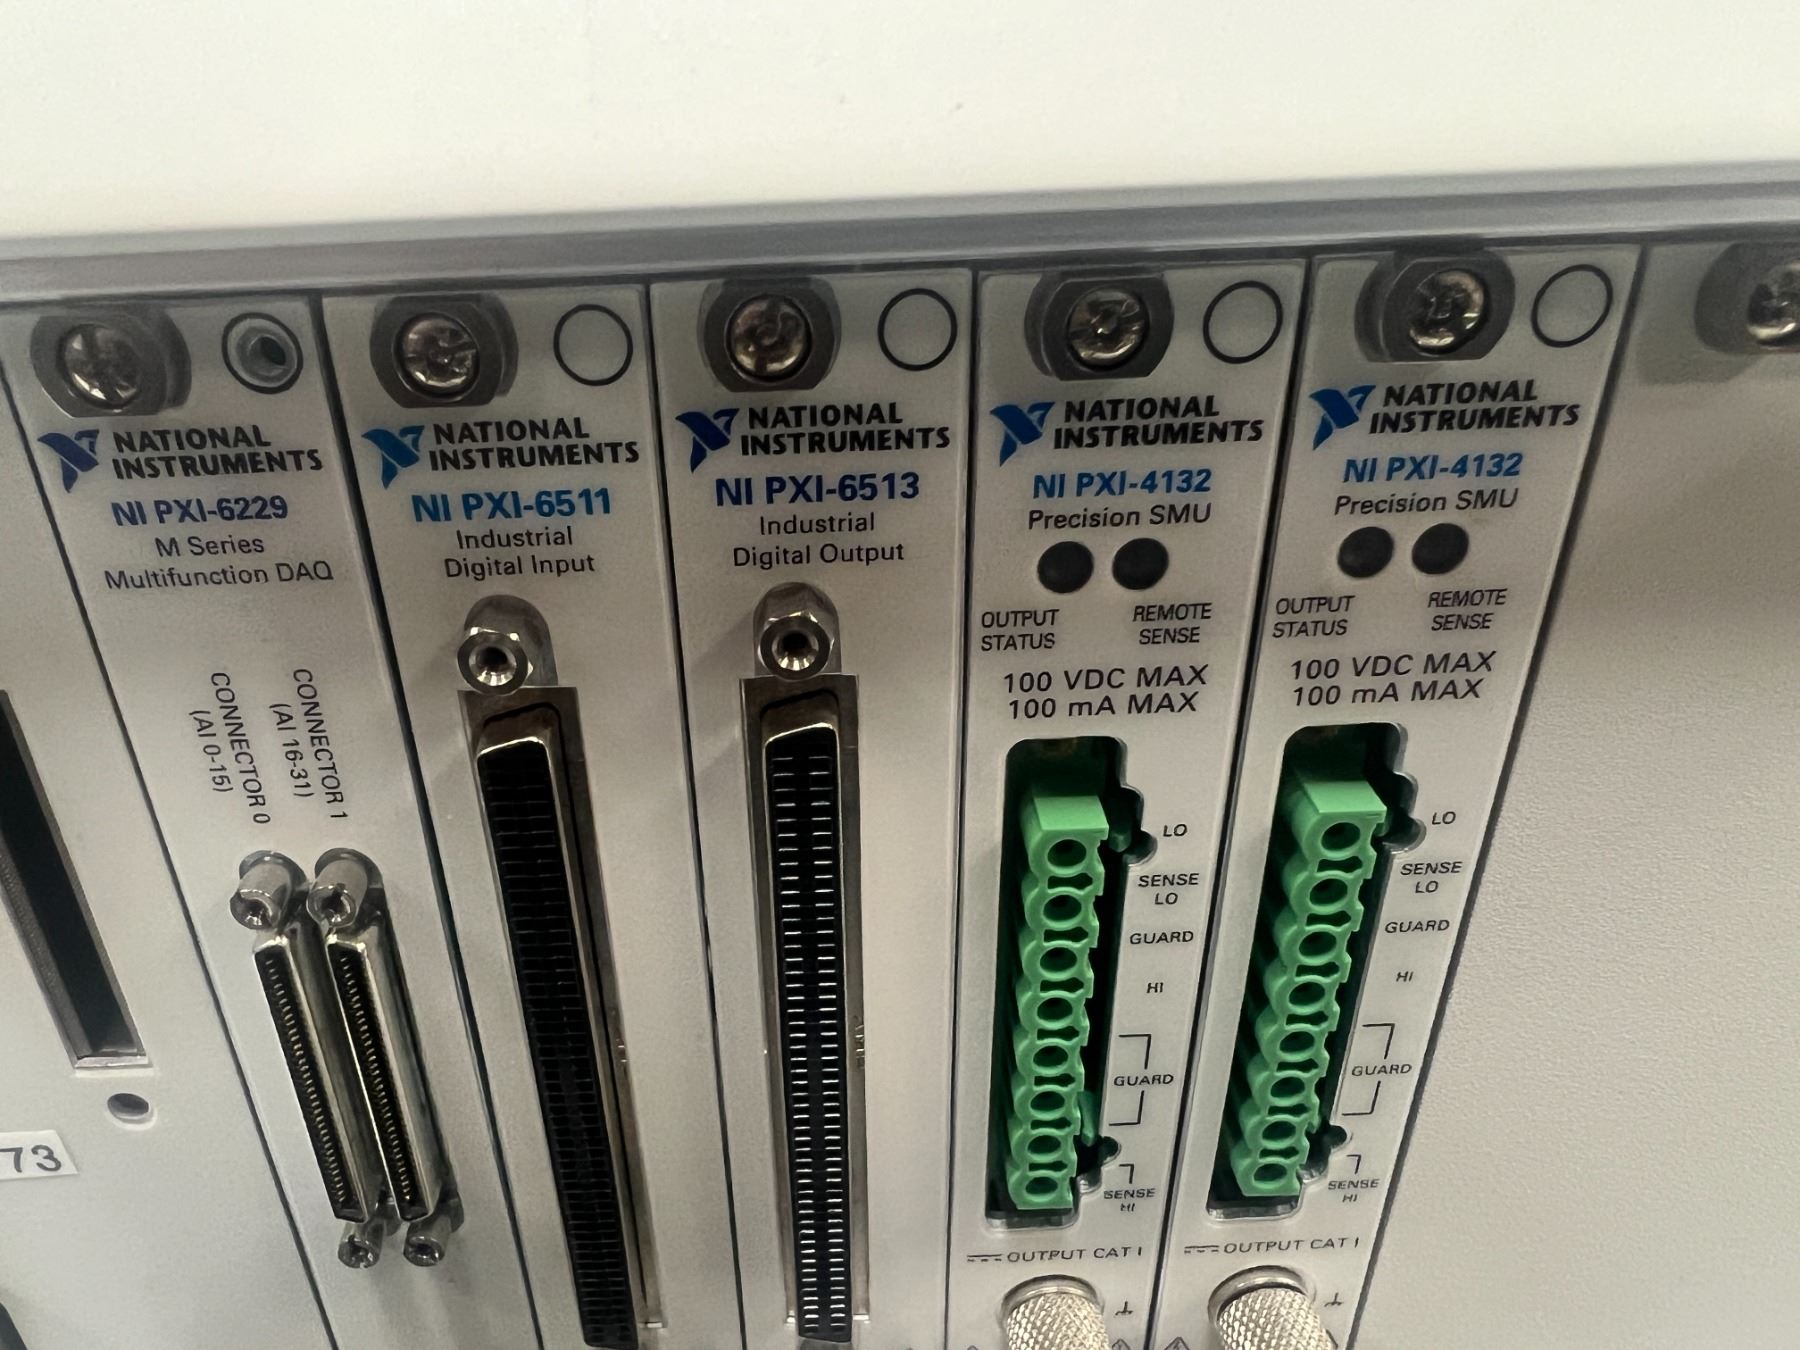 NATIONAL
INSTRUMENTS
NI PXI-6229
M Series
Multifunction DAQ
CONNECTOR 0
(AI 0-15)
CONNECTOR 1
(AI 16-31)
73
NATIONAL
INSTRUMENTS
NI PXI-6511
Industrial
Digital Input
NATIONAL
INSTRUMENTS
NI PXI-6513
Industrial
Digital Output
NATIONAL
INSTRUMENTS
NI PXI-4132
Precision SMU
OUTPUT
STATUS
REMOTE
SENSE
100 VDC MAX
100 mA MAX
LO
SENSE
LO
GUARD
HI
GUARD
SENSE
HI
OUTPUT CAT I
NATIONAL
INSTRUMENTS
NI PXI-4132
Precision SMU
OUTPUT
STATUS
REMOTE
SENSE
100 VDC MAX
100 mA MAX
LO
SENSE
LO
GUARD
HI
GUARD
SENSE
HI
OUTPUT CAT I